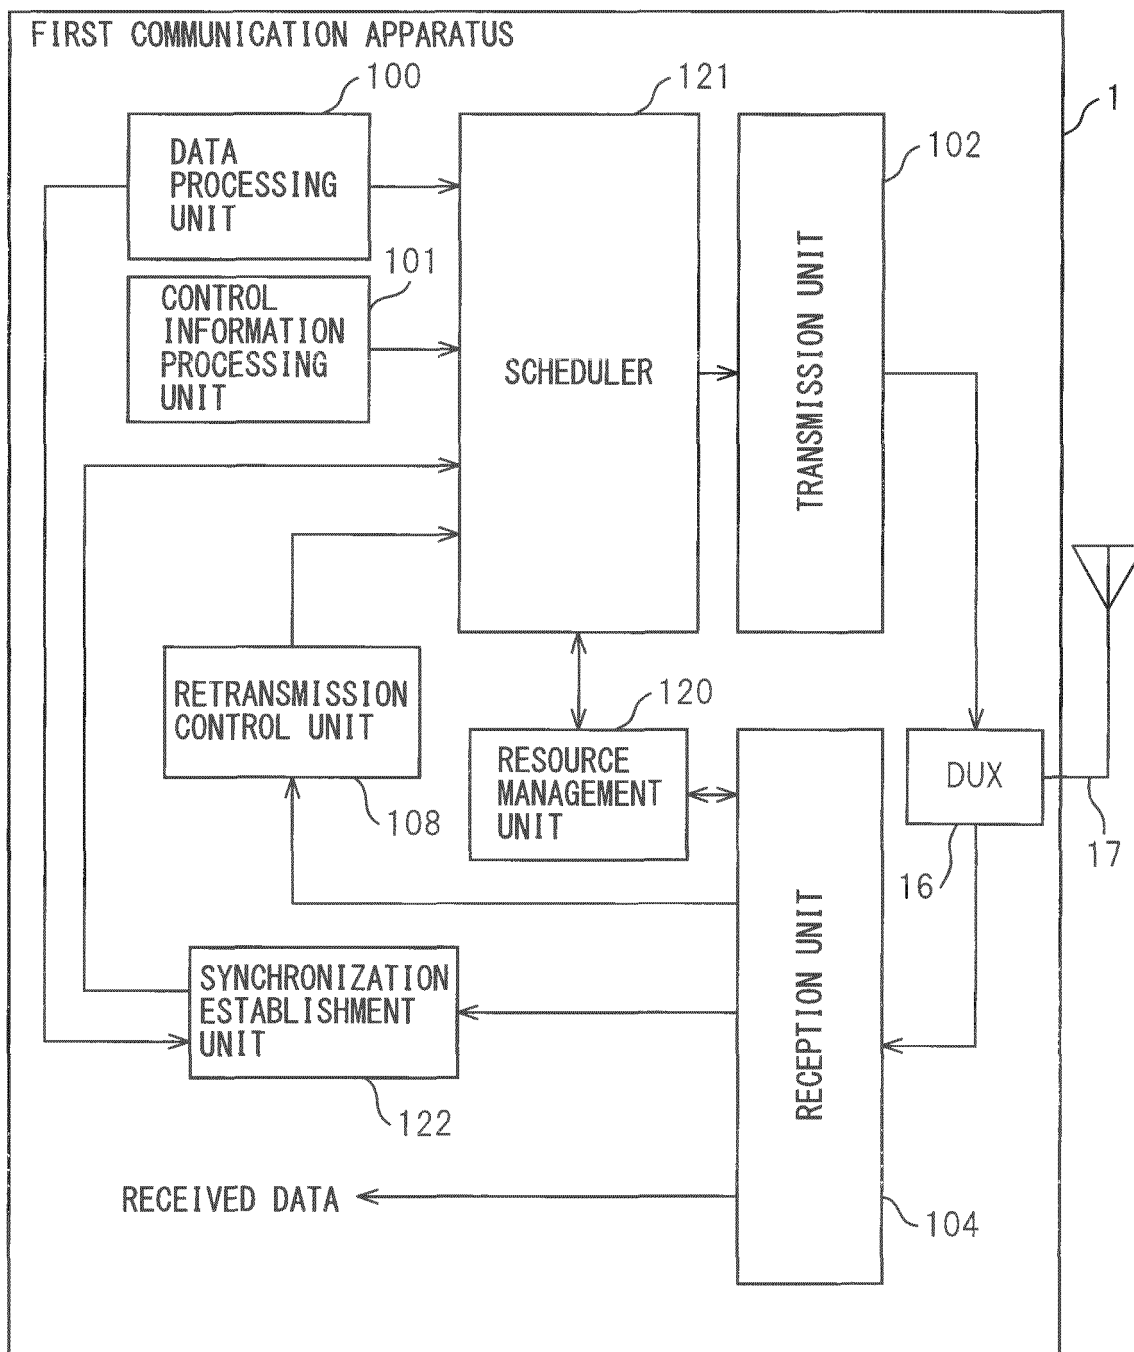 FIRST COMMUNICATION APPARATUS
100
121
1
DATA
PROCESSING
UNIT
102
101
CONTROL
INFORMATION
PROCESSING
UNIT
SCHEDULER
TRANSMISSION UNIT
RETRANSMISSION
CONTROL UNIT
108
120
RESOURCE
MANAGEMENT
UNIT
DUX
16
17
RECEPTION UNIT
SYNCHRONIZATION
ESTABLISHMENT
UNIT
122
RECEIVED DATA
104